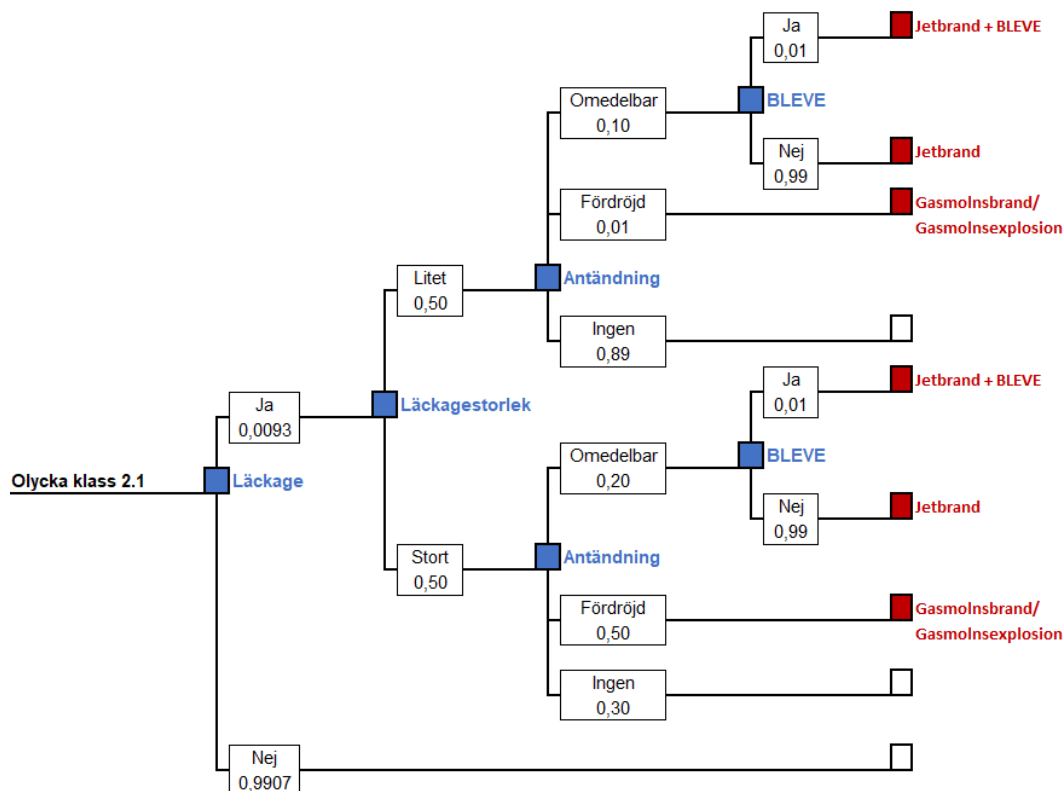 Ja
0,01
Jetbrand + BLEVE
Omedelbar
0,10
BLEVE
Nej
0,99
Jetbrand
Fördröjd
0,01
Gasmolnsbrand/
Gasmolnsexplosion
Litet
0,50
Antändning
Ingen
0,89
Ja
0,01
Jetbrand + BLEVE
Ja
0,0093
Läckagestorlek
Omedelbar
0,20
BLEVE
Olycka klass 2.1
Läckage
Nej
0,99
Jetbrand
Stort
0,50
Antändning
Fördröjd
0,50
Gasmolnsbrand/
Gasmolnsexplosion
Ingen
0,30
Nej
0,9907